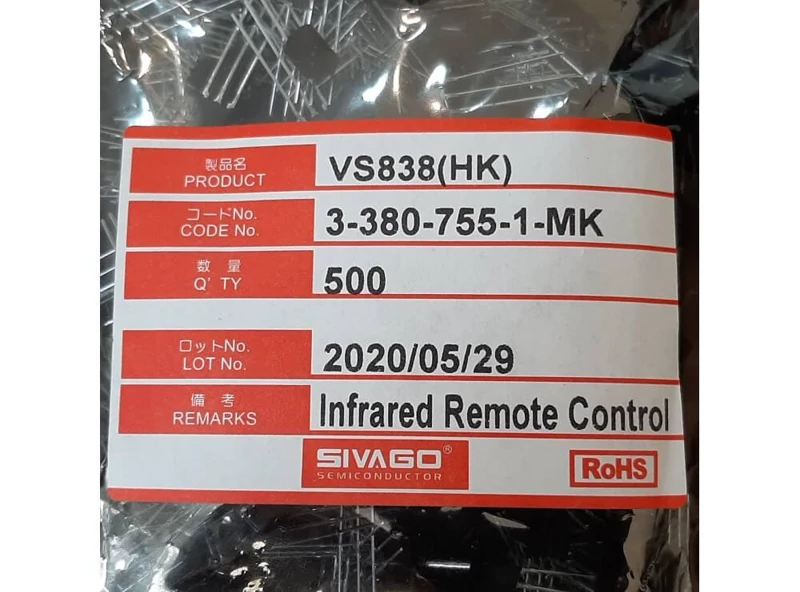 製品名
PRODUCT
VS838(HK)
コードNo.
CODE No.
3-380-755-1-MK
数量
Q' TY
500
ロットNo.
LOT No.
2020/05/29
備考
REMARKS
Infrared Remote Control
SIVAGO®
SEMICONDUCTOR
RoHS